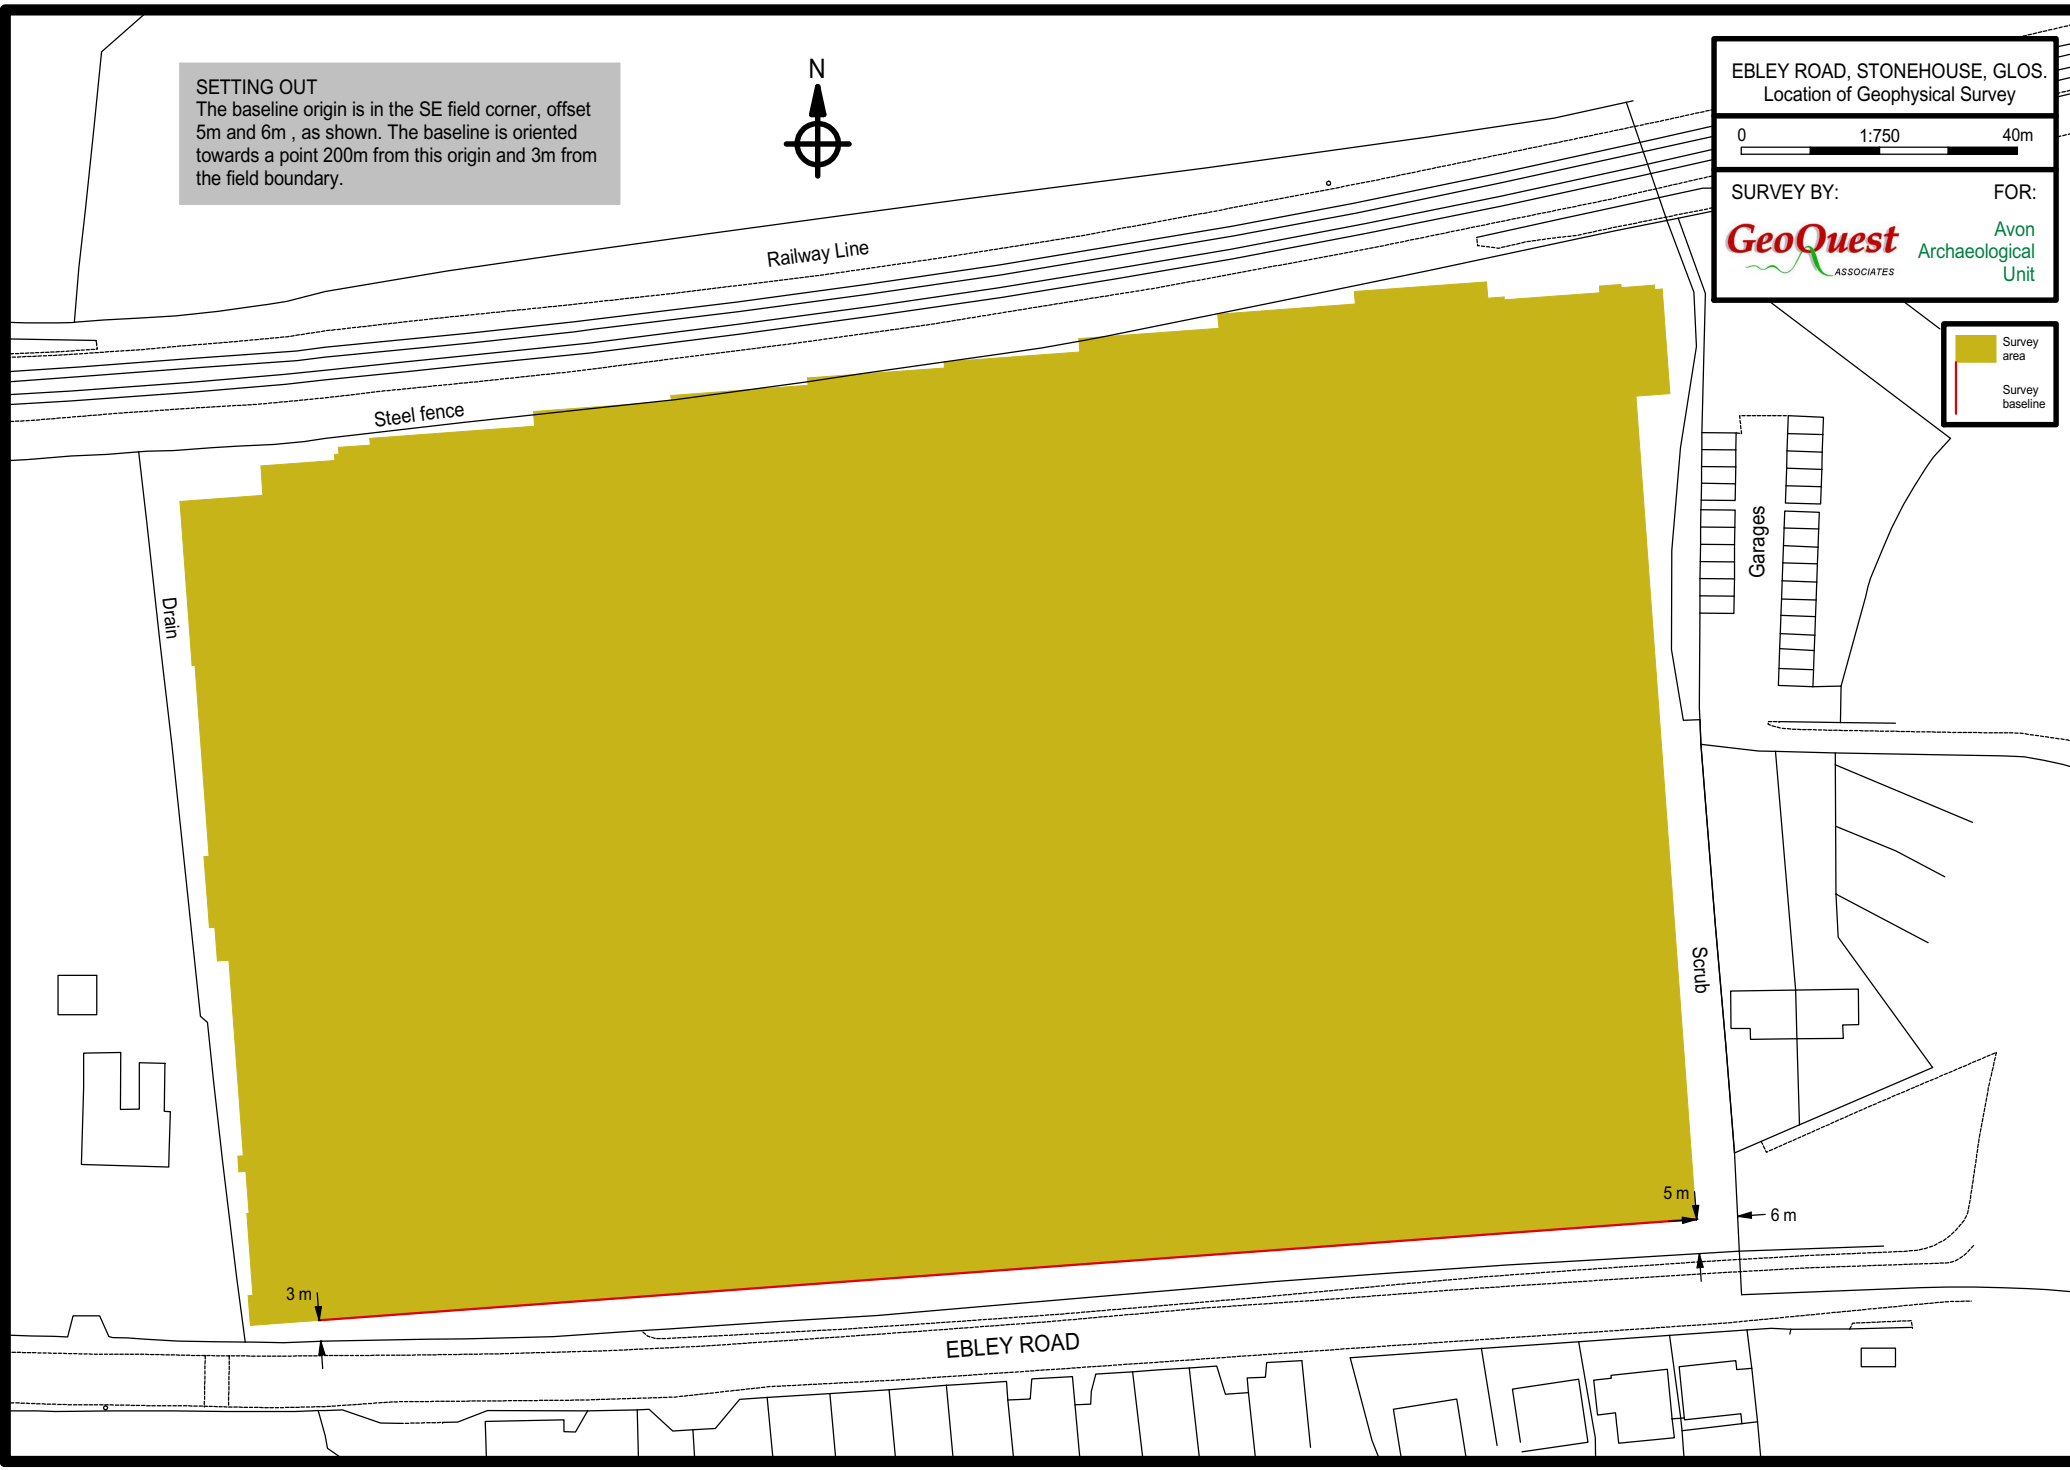 SETTING OUT
The baseline origin is in the SE field corner, offset
5m and 6m , as shown. The baseline is oriented
towards a point 200m from this origin and 3m from
the field boundary.
N
EBLEY ROAD, STONEHOUSE, GLOS.
Location of Geophysical Survey
0 1:750 40m
SURVEY BY: FOR:
GeoQuest
ASSOCIATES
Avon
Archaeological
Unit
Survey
area
Survey
baseline
Railway Line
Steel fence
Drain
Garages
Scrub
5 m
6 m
3 m
EBLEY ROAD